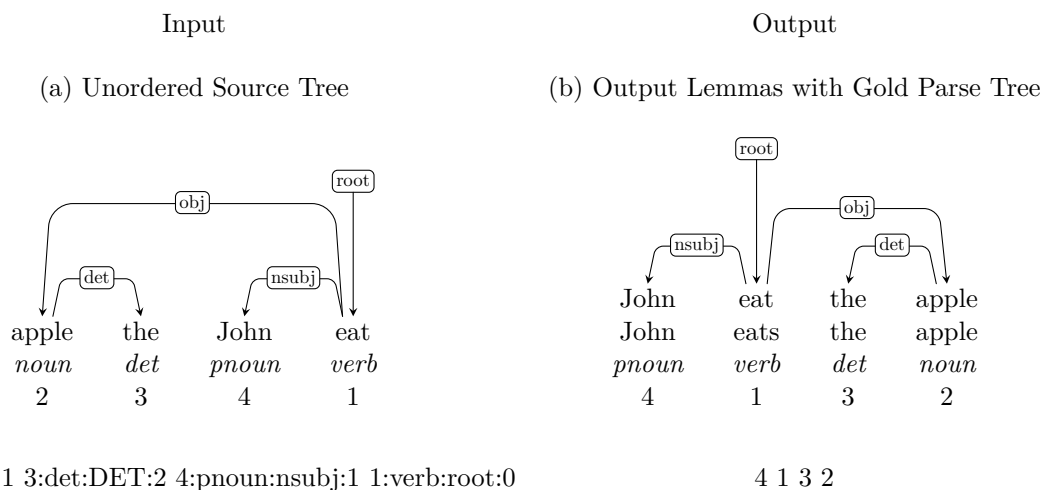 Input Output
(a) Unordered Source Tree (b) Output Lemmas with Gold Parse Tree
root
root
obj
obj
nsubj det
det nsubj
John eat the apple
apple the John eat
John eats the apple
noun det pnoun verb
pnoun verb det noun
2 3 4 1
4 1 3 2
1 3:det:DET:2 4:pnoun:nsubj:1 1:verb:root:0 4 1 3 2